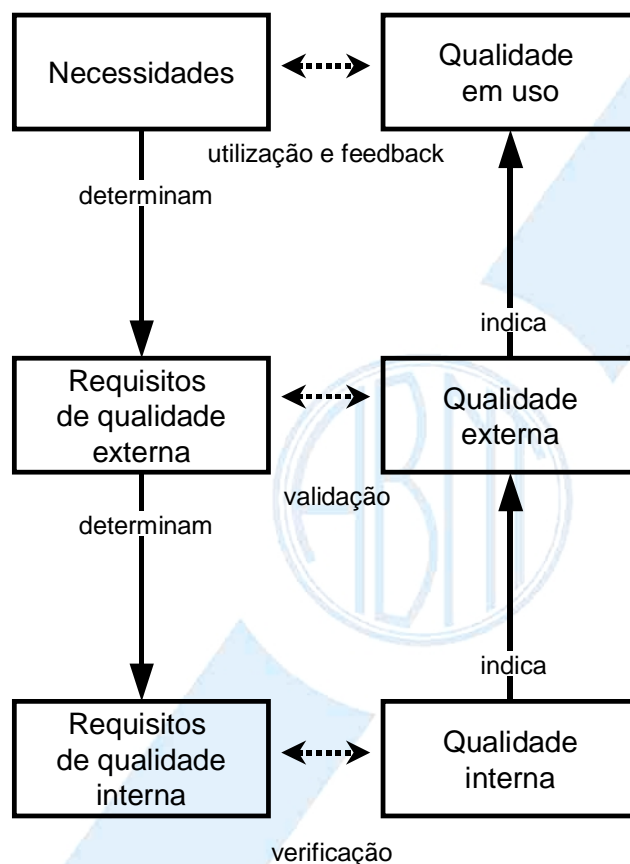 Necessidades
Qualidade
em uso
utilização e feedback
determinam
indica
Requisitos
de qualidade
externa
Qualidade
externa
validação
determinam
indica
Requisitos
de qualidade
interna
Qualidade
interna
verificação
ABNT